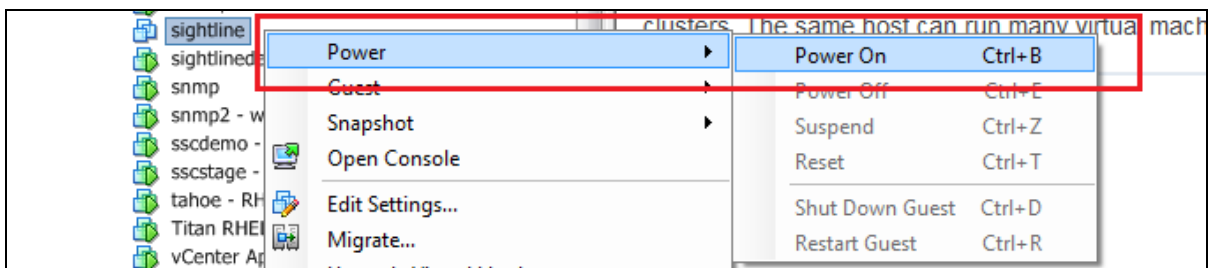 clusters. The same host can run many virtual mach
sightline
sightlinede
snmp
snmp2 - w
sscdemo -
sscstage -
tahoe - RH
Titan RHEL
vCenter Ap
Power
Guest
Snapshot
Open Console
Edit Settings...
Migrate...
Power On Ctrl+B
Power Off Ctrl+E
Suspend Ctrl+Z
Reset Ctrl+T
Shut Down Guest Ctrl+D
Restart Guest Ctrl+R